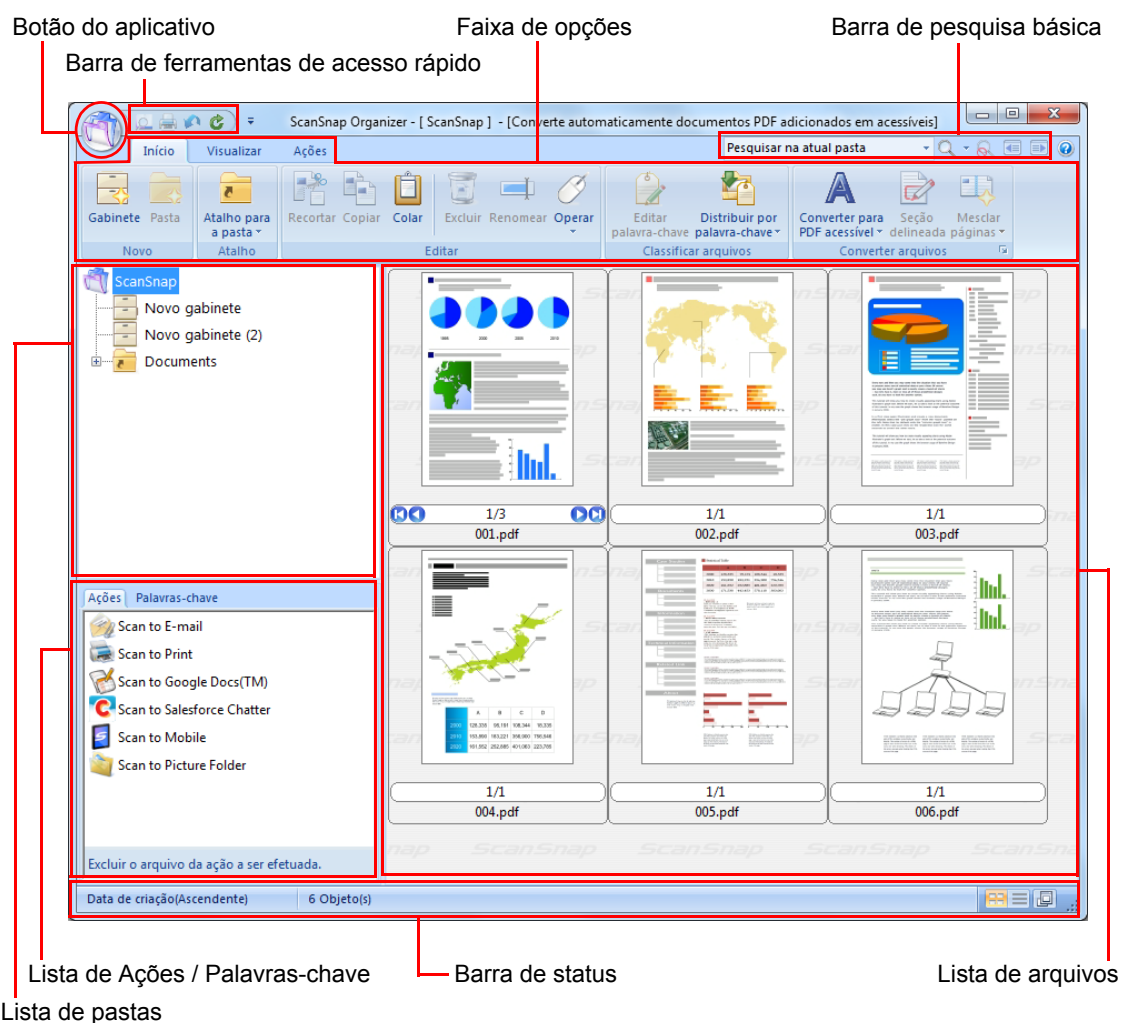 Botão do aplicativo
Faixa de opções
Barra de pesquisa básica
Barra de ferramentas de acesso rápido
ScanSnap Organizer - [ ScanSnap ] - [Converte automaticamente documentos PDF adicionados em acessíveis]
Início Visualizar Ações
Pesquisar na atual pasta
Gabinete Pasta
Atalho para a pasta
Recortar Copiar Colar Excluir Renomear Operar
Editar palavra-chave
Distribuir por palavra-chave
Converter para PDF acessível
Seção delineada
Mesclar páginas
Novo Atalho Editar Classificar arquivos Converter arquivos
ScanSnap
Novo gabinete
Novo gabinete (2)
Documents
1/3
001.pdf
1/1
002.pdf
1/1
003.pdf
Ações Palavras-chave
Scan to E-mail
Scan to Print
Scan to Google Docs(TM)
Scan to Salesforce Chatter
Scan to Mobile
Scan to Picture Folder
Excluir o arquivo da ação a ser efetuada.
1/1
004.pdf
1/1
005.pdf
1/1
006.pdf
ScanSnap ScanSnap ScanSnap
Data de criação(Ascendente) 6 Objeto(s)
Lista de Ações / Palavras-chave
Barra de status
Lista de arquivos
Lista de pastas